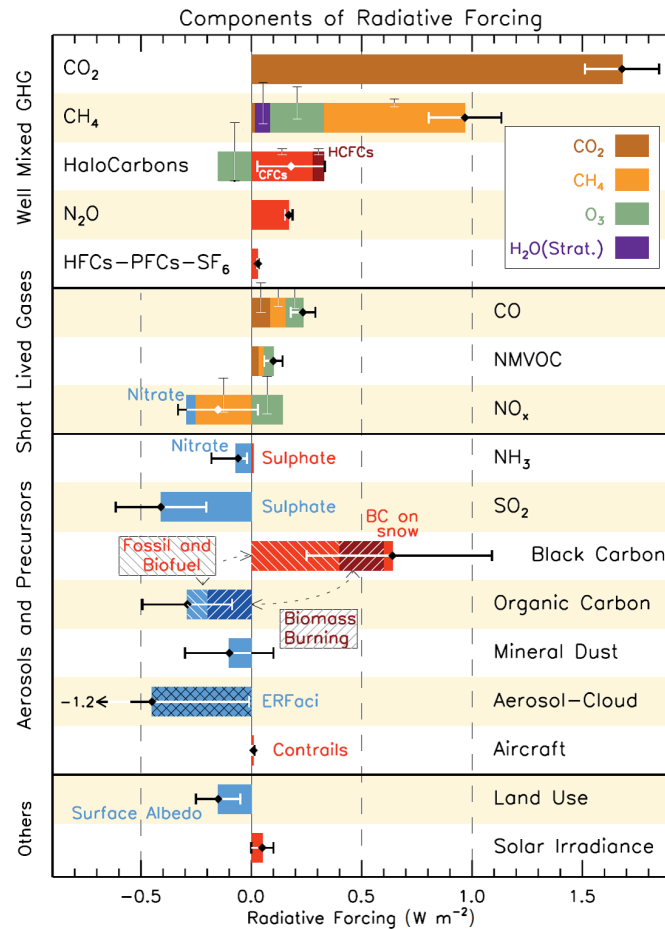 Components of Radiative Forcing
Well Mixed GHG
CO₂
CH₄
HaloCarbons
CFCs
HCFCs
N₂O
HFCs–PFCs–SF₆
CO₂
CH₄
O₃
H₂O(Strat.)
Short Lived Gases
CO
NMVOC
Nitrate
NOₓ
Aerosols and Precursors
Nitrate
Sulphate
NH₃
Sulphate
SO₂
BC on
snow
Fossil and
Biofuel
Black Carbon
Organic Carbon
Biomass
Burning
Mineral Dust
−1.2
ERFaci
Aerosol–Cloud
Contrails
Aircraft
Others
Surface Albedo
Land Use
Solar Irradiance
−0.5 0.0 0.5 1.0 1.5
Radiative Forcing (W m⁻²)